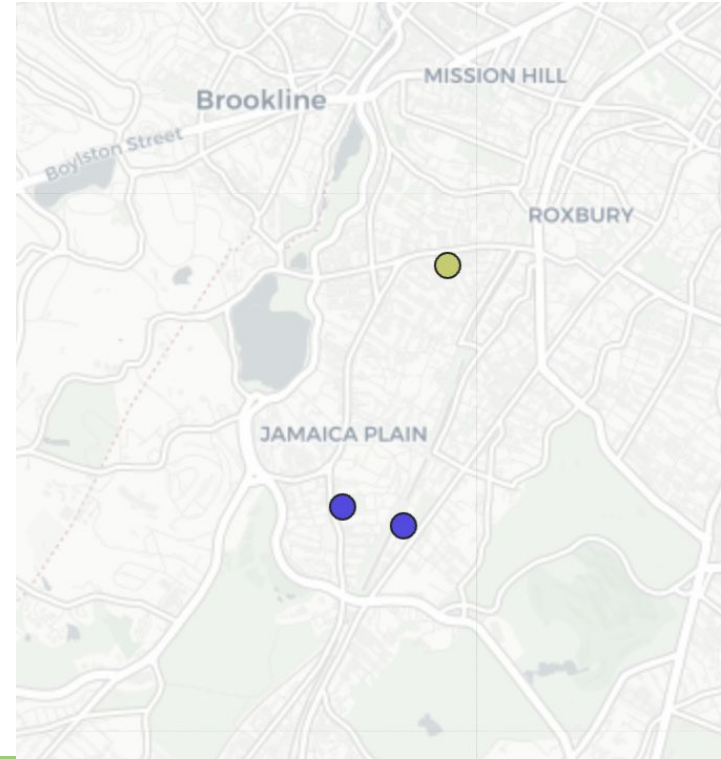 MISSION HILL
Brookline
Boylston Street
ROXBURY
JAMAICA PLAIN